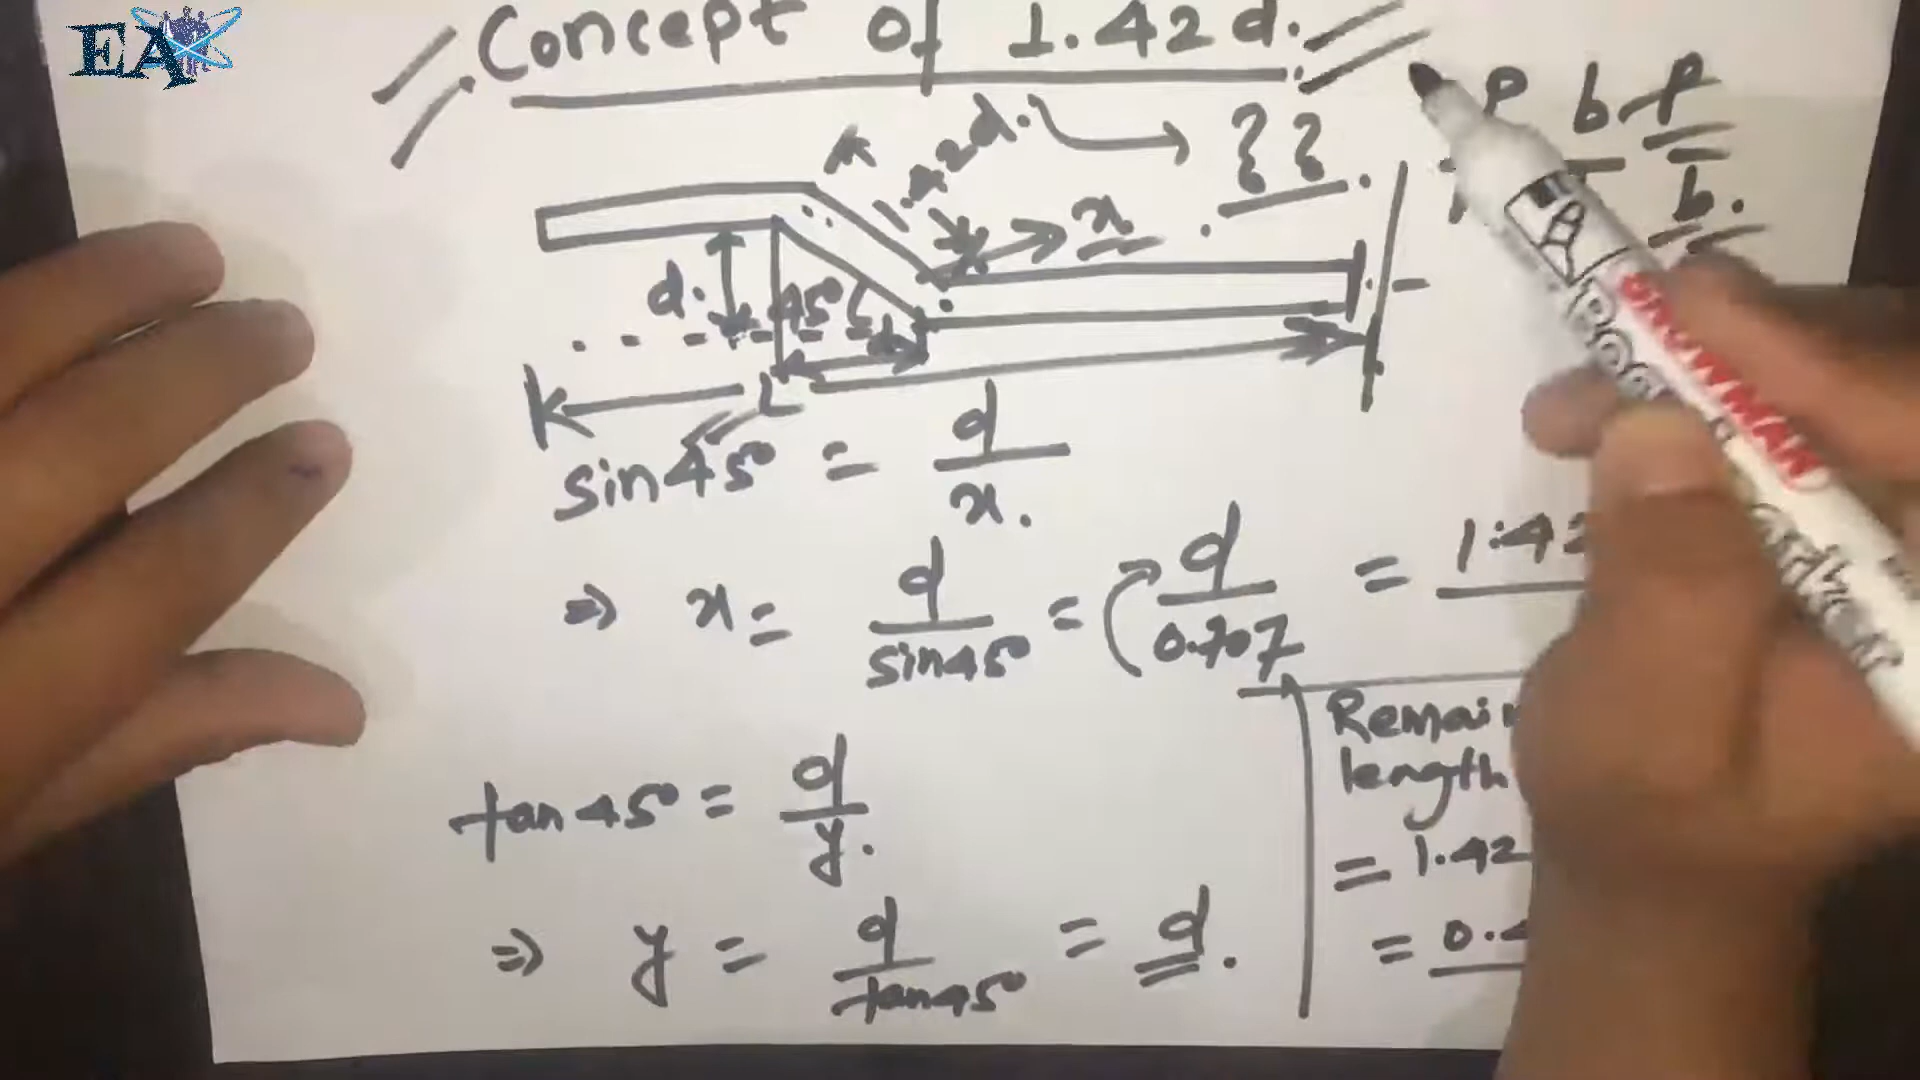 EA
Concept of 1.42d.
p b p
b.
1.42d. ??
x
d. 45°
d
L
sin45° = d/x.
⇒ x = d/sin45° = d/0.707 = 1.42
tan45° = d/y.
⇒ y = d/tan45° = d.
Remain
length
= 1.42
= 0.4